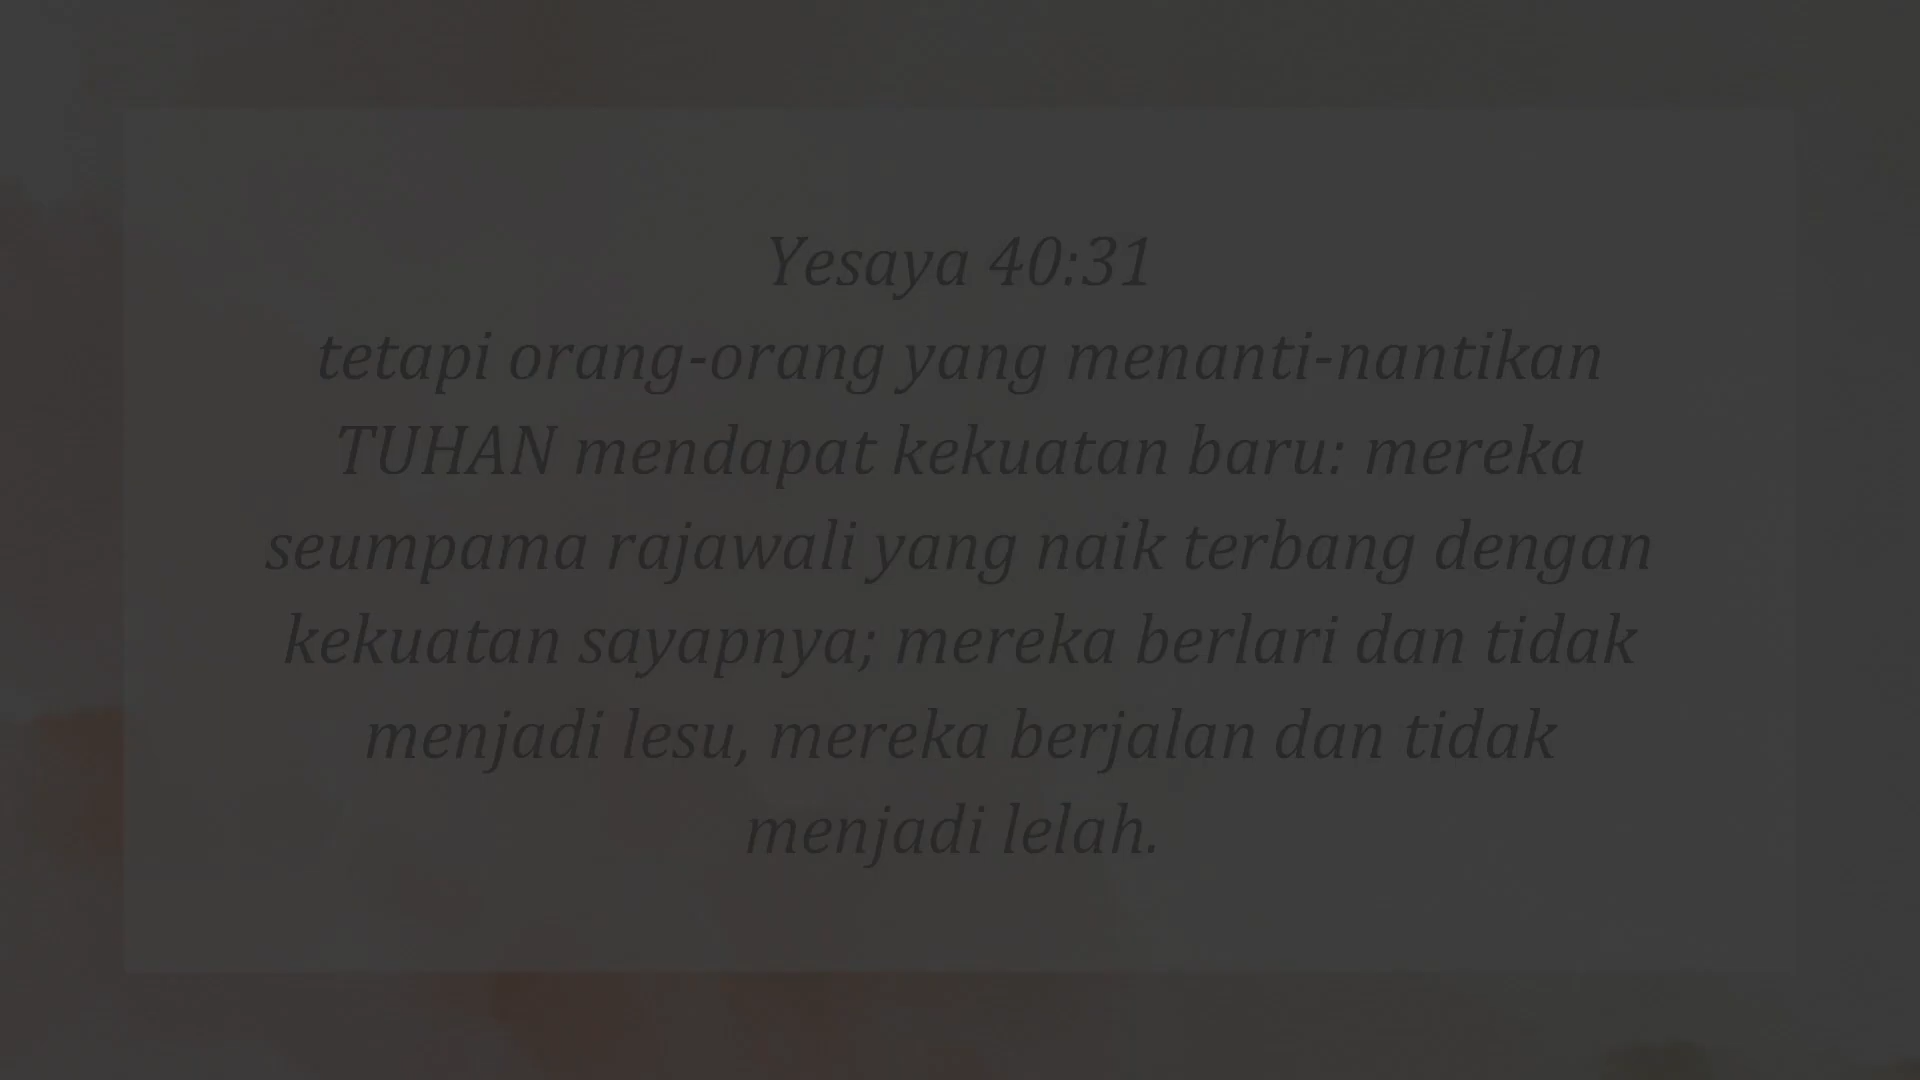 Yesaya 40:31
tetapi orang-orang yang menanti-nantikan
TUHAN mendapat kekuatan baru: mereka
seumpama rajawali yang naik terbang dengan
kekuatan sayapnya; mereka berlari dan tidak
menjadi lesu, mereka berjalan dan tidak
menjadi lelah.